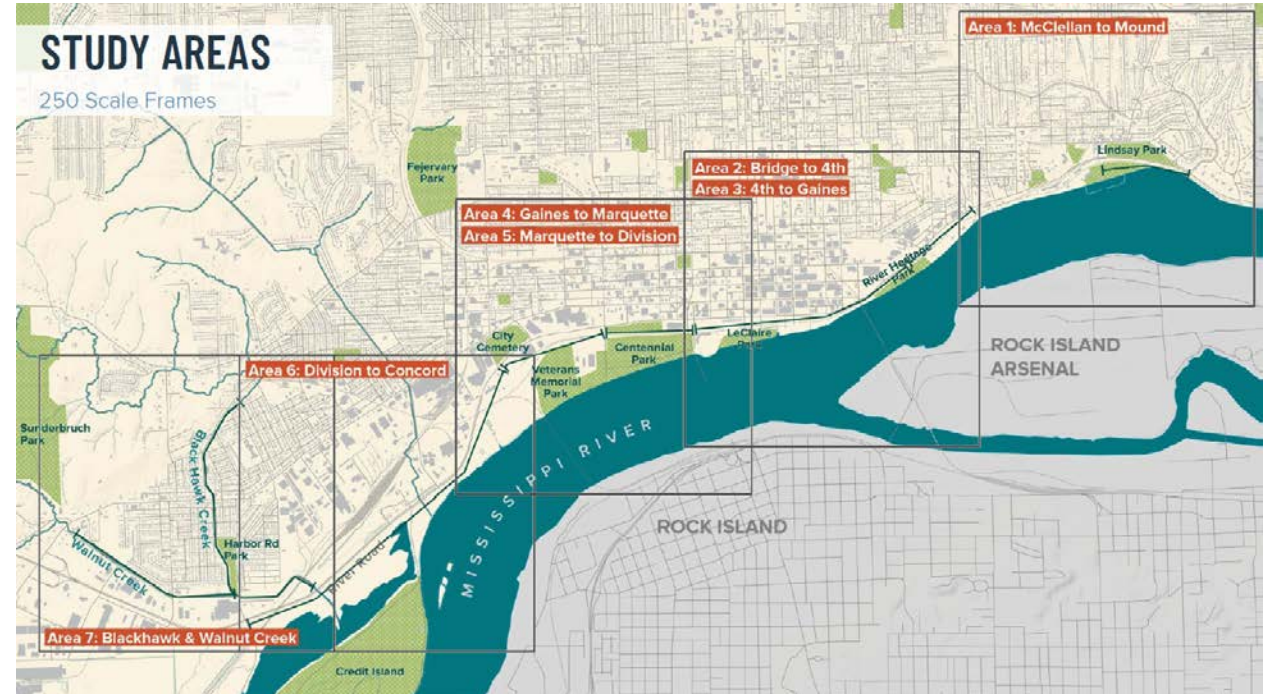 STUDY AREAS
250 Scale Frames
Area 1: McClellan to Mound
Lindsay Park
Fejervary
Park
Area 2: Bridge to 4th
Area 3: 4th to Gaines
Area 4: Gaines to Marquette
Area 5: Marquette to Division
River Heritage
Park
City
Cemetery
Centennial
Park
LeClaire
Park
Veterans
Memorial
Park
ROCK ISLAND
ARSENAL
Area 6: Division to Concord
Sunderbruch
Park
Black Hawk Creek
MISSISSIPPI RIVER
ROCK ISLAND
Walnut Creek
Harbor Rd
Park
River Road
Area 7: Blackhawk & Walnut Creek
Credit Island